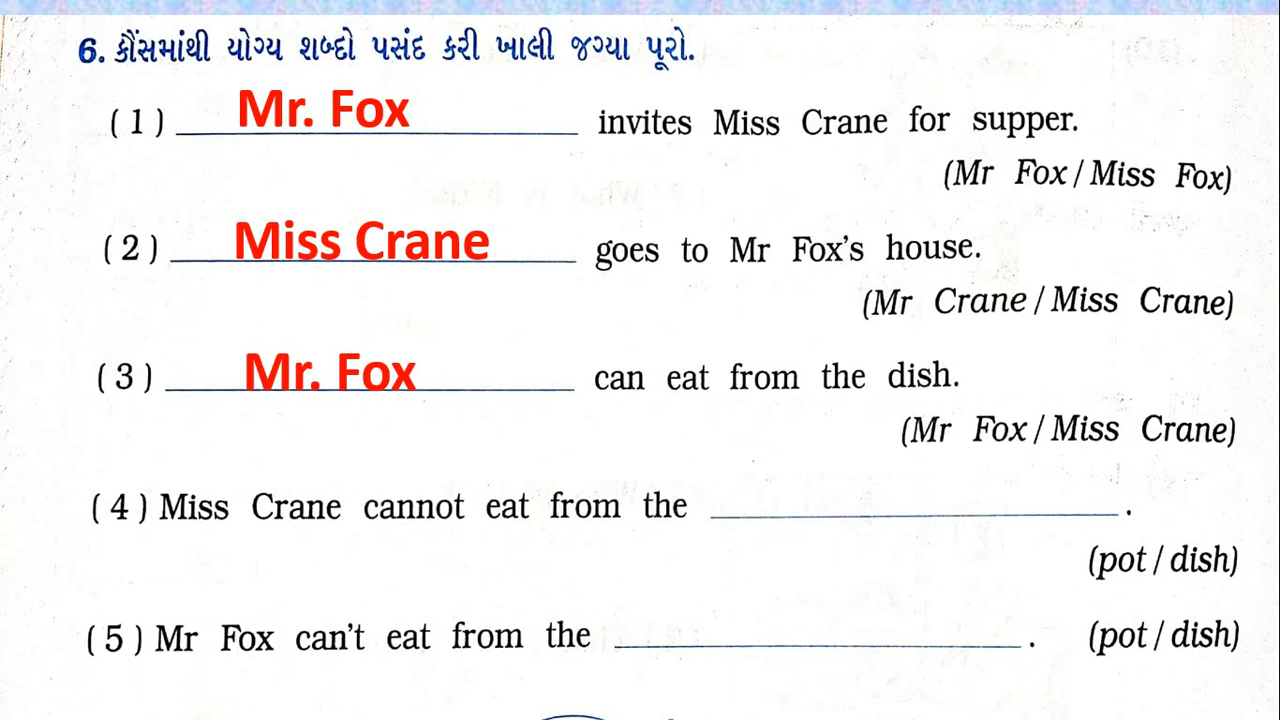 6. કૌંસમાંથી યોગ્ય શબ્દો પસંદ કરી ખાલી જગ્યા પૂરો.
(1) Mr. Fox invites Miss Crane for supper.
(Mr Fox / Miss Fox)
(2) Miss Crane goes to Mr Fox's house.
(Mr Crane / Miss Crane)
(3) Mr. Fox can eat from the dish.
(Mr Fox / Miss Crane)
(4) Miss Crane cannot eat from the ____________.
(pot / dish)
(5) Mr Fox can't eat from the ____________. (pot / dish)